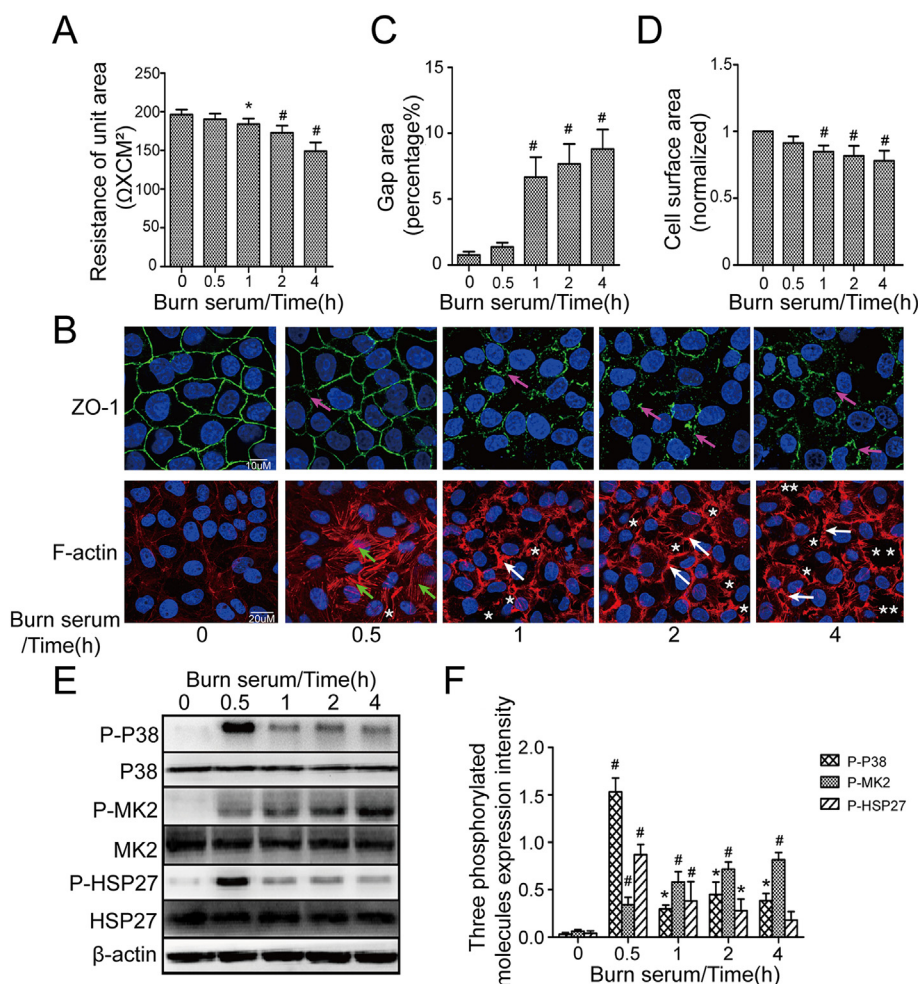 A
Resistance of unit area
(ΩXCM²)
250
200
150
100
50
0
*
#
#
0 0.5 1 2 4
Burn serum/Time(h)
C
Gap area
(percentage%)
15
10
5
0
#
#
#
0 0.5 1 2 4
Burn serum/Time(h)
D
Cell surface area
(normalized)
1.5
1.0
0.5
0
# # #
0 0.5 1 2 4
Burn serum/Time(h)
B
ZO-1
10uM
F-actin
20uM
*
* * *
* * * * *
** * ** * **
Burn serum
/Time(h)
0 0.5 1 2 4
E
Burn serum/Time(h)
0 0.5 1 2 4
P-P38
P38
P-MK2
MK2
P-HSP27
HSP27
β-actin
F
Three phosphorylated
molecules expression intensity
2.0
1.5
1.0
0.5
0.0
# # #
* # #
* # *
* #
0 0.5 1 2 4
Burn serum/Time(h)
P-P38
P-MK2
P-HSP27